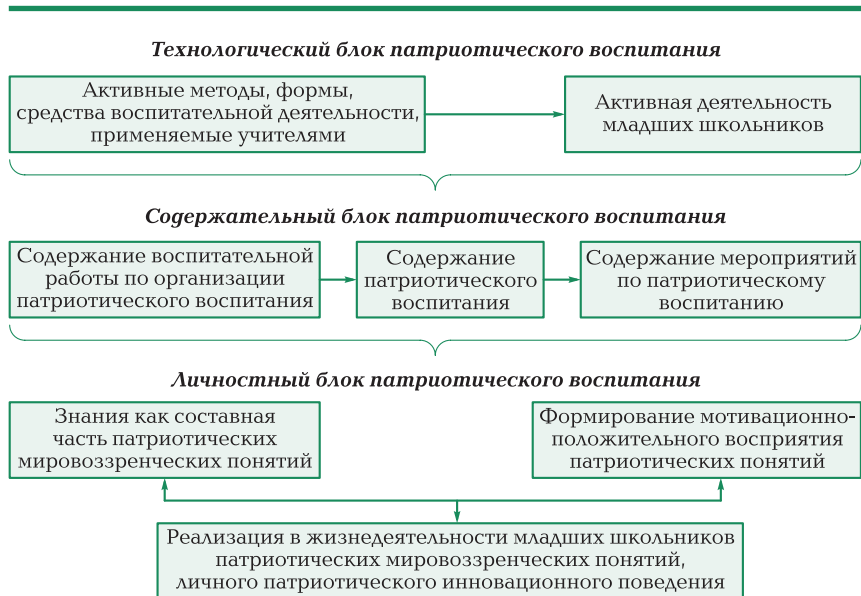 Технологический блок патриотического воспитания
Активные методы, формы,
средства воспитательной деятельности,
применяемые учителями
Активная деятельность
младших школьников
Содержательный блок патриотического воспитания
Содержание воспитательной
работы по организации
патриотического воспитания
Содержание
патриотического
воспитания
Содержание мероприятий
по патриотическому
воспитанию
Личностный блок патриотического воспитания
Знания как составная
часть патриотических
мировоззренческих понятий
Формирование мотивационно-
положительного восприятия
патриотических понятий
Реализация в жизнедеятельности младших школьников
патриотических мировоззренческих понятий,
личного патриотического инновационного поведения